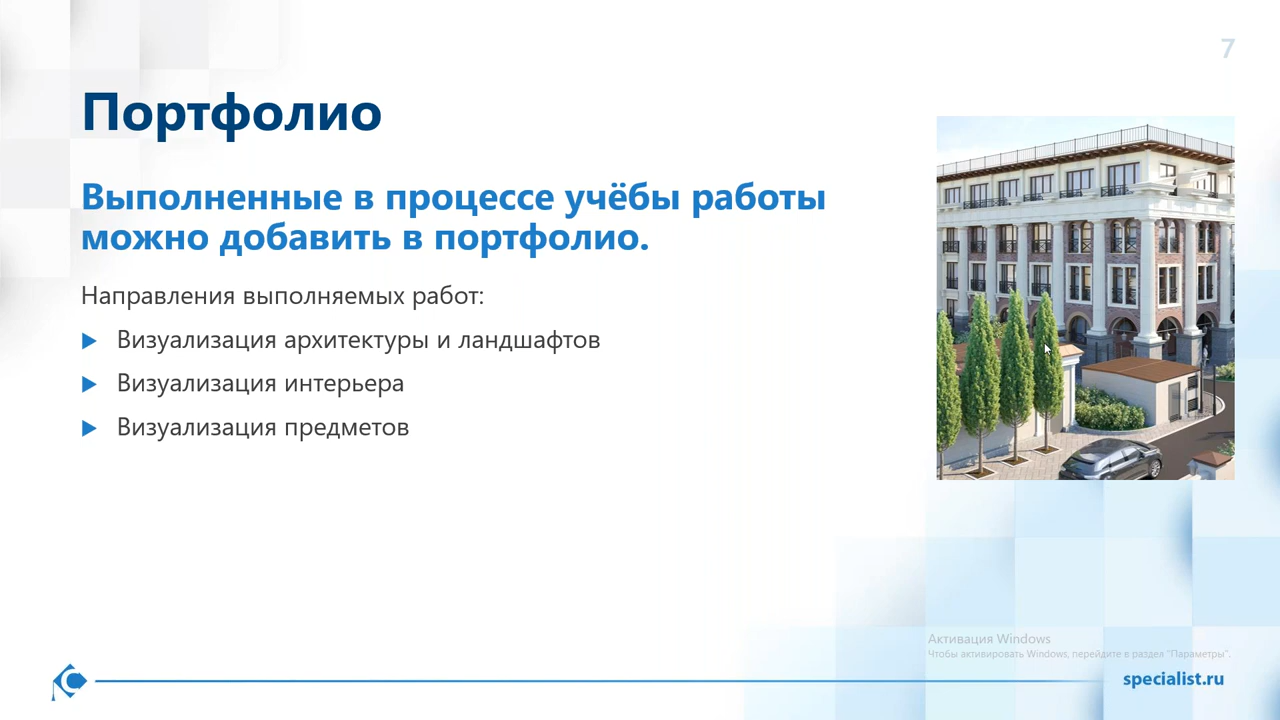 7
Портфолио
Выполненные в процессе учёбы работы
можно добавить в портфолио.
Направления выполняемых работ:
Визуализация архитектуры и ландшафтов
Визуализация интерьера
Визуализация предметов
Активация Windows
Чтобы активировать Windows, перейдите в раздел "Параметры".
specialist.ru